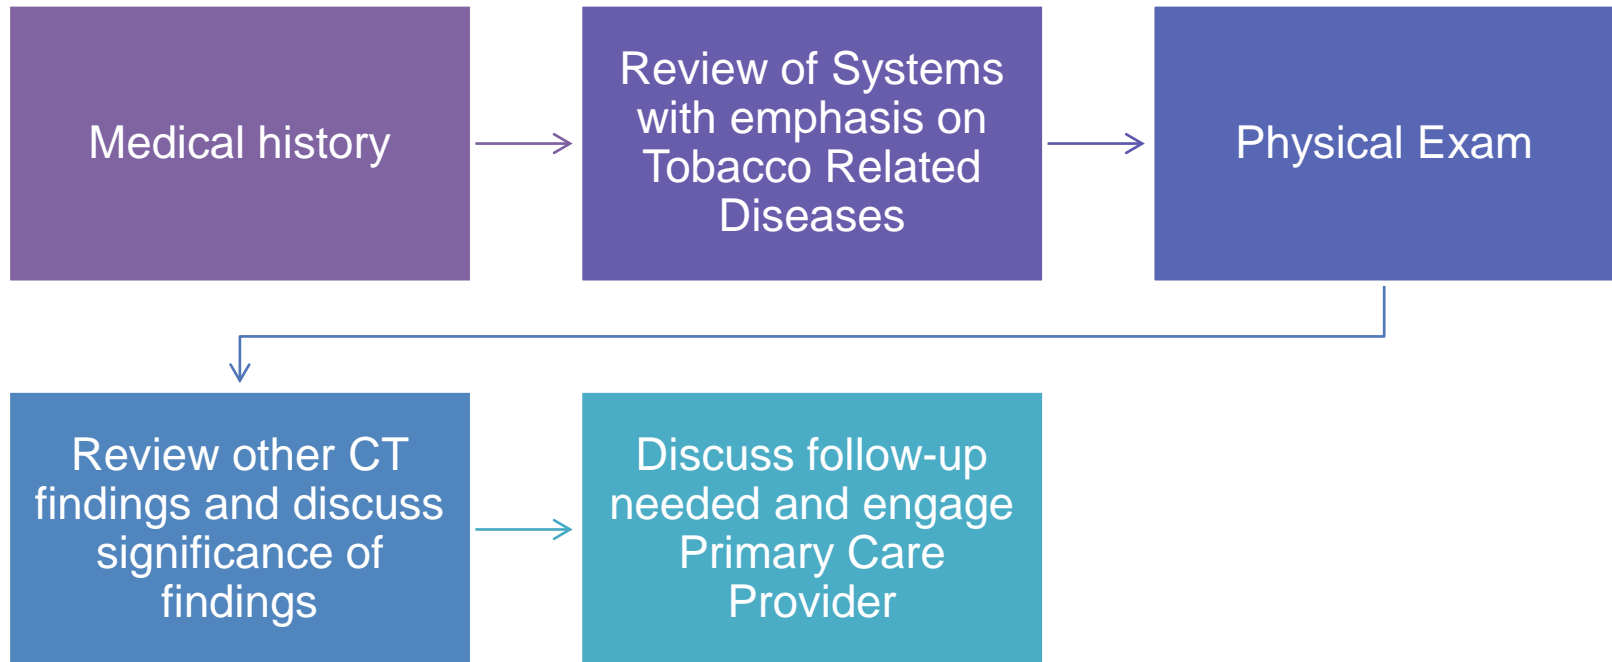 Medical history
Review of Systems
with emphasis on
Tobacco Related
Diseases
Physical Exam
Review other CT
findings and discuss
significance of
findings
Discuss follow-up
needed and engage
Primary Care
Provider